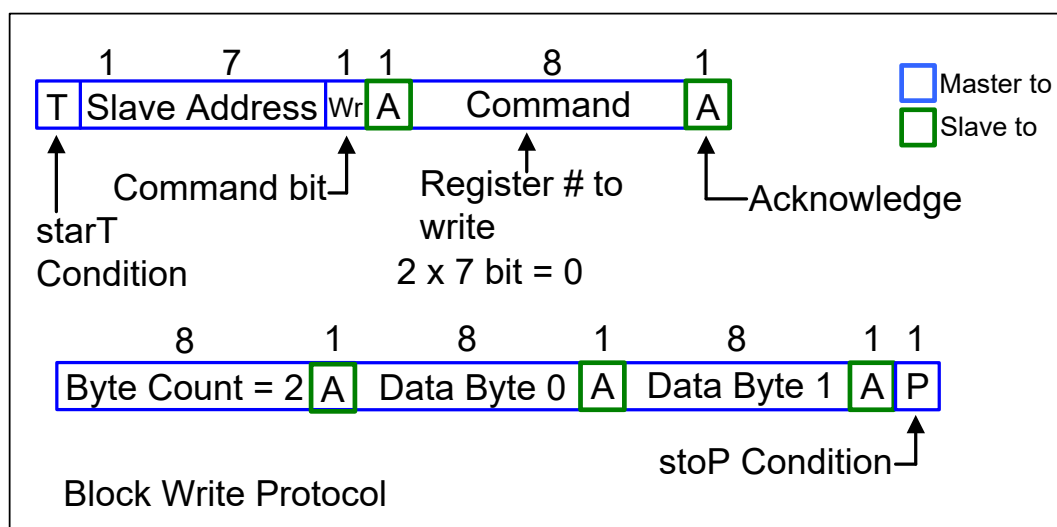 1 7 1 1 8 1
T Slave Address Wr A Command A
Master to
Slave to
Command bit
Register # to
write
2 x 7 bit = 0
Acknowledge
starT
Condition
8 1 8 1 8 1 1
Byte Count = 2 A Data Byte 0 A Data Byte 1 A P
stoP Condition
Block Write Protocol